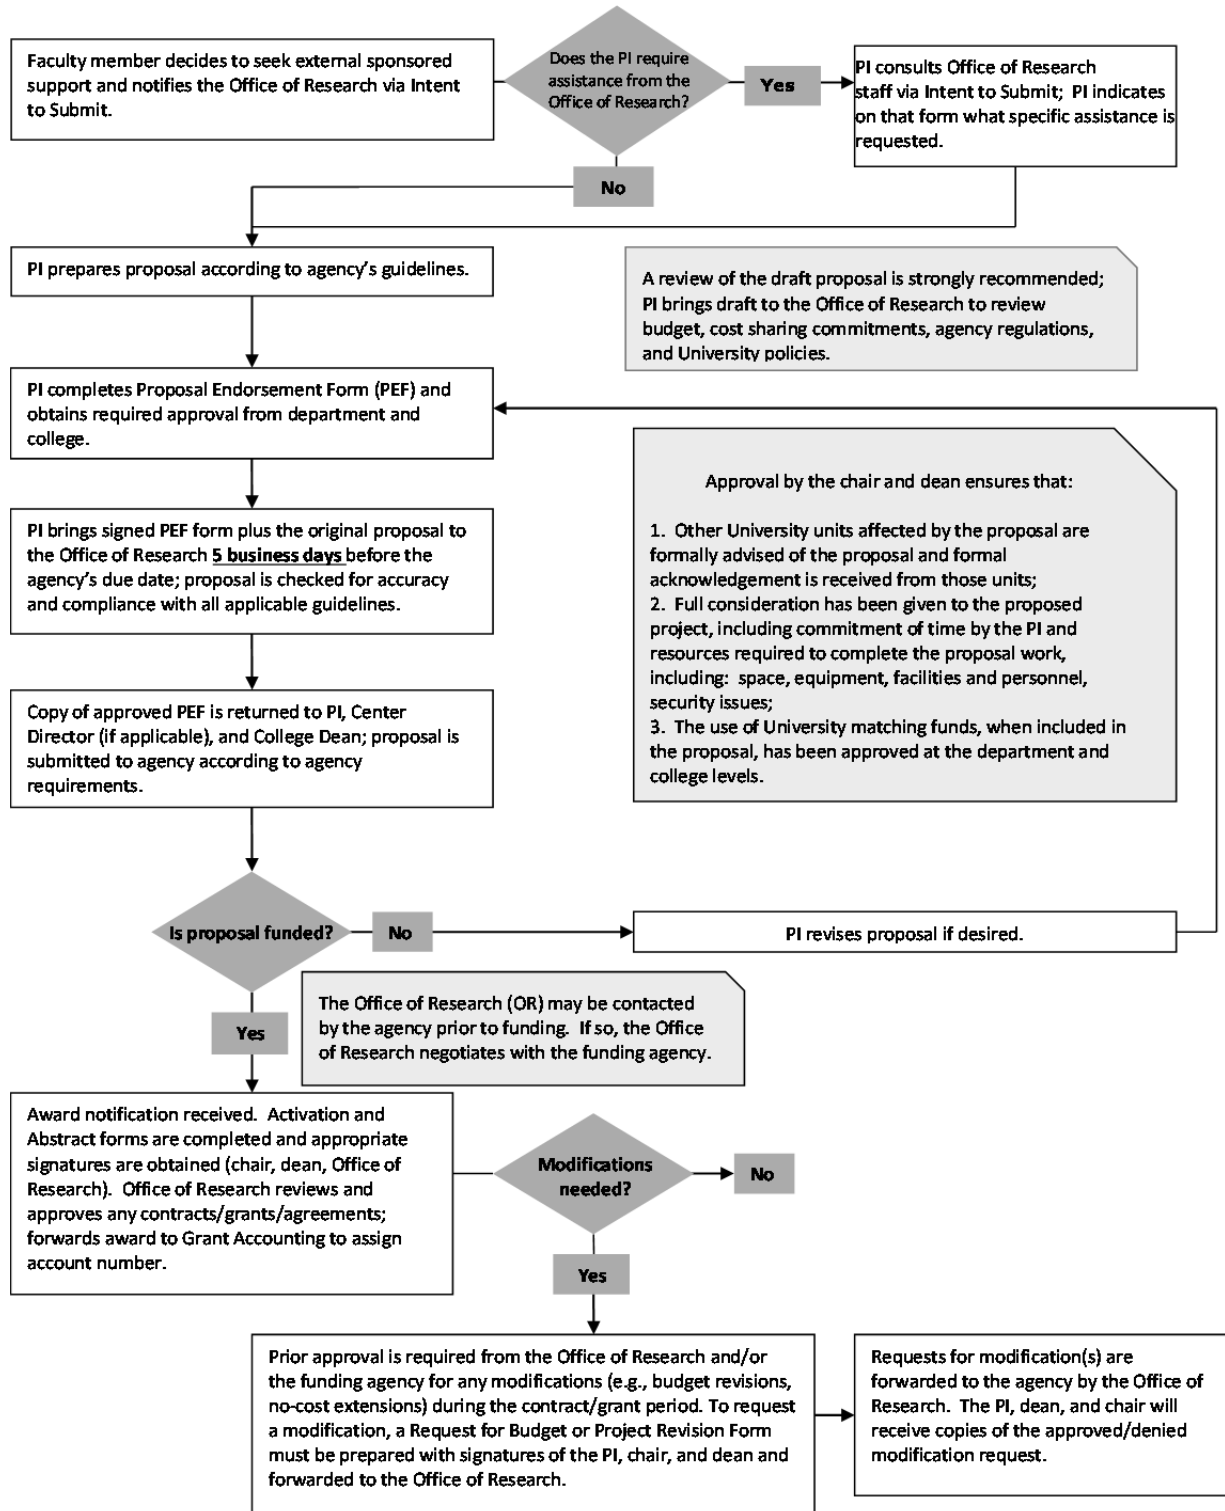 Faculty member decides to seek external sponsored
support and notifies the Office of Research via Intent
to Submit.
Does the PI require
assistance from the
Office of Research?
Yes
PI consults Office of Research
staff via Intent to Submit;  PI indicates
on that form what specific assistance is
requested.
No
PI prepares proposal according to agency's guidelines.
A review of the draft proposal is strongly recommended;
PI brings draft to the Office of Research to review
budget, cost sharing commitments, agency regulations,
and University policies.
PI completes Proposal Endorsement Form (PEF) and
obtains required approval from department and
college.
Approval by the chair and dean ensures that:
1.  Other University units affected by the proposal are
formally advised of the proposal and formal
acknowledgement is received from those units;
2.  Full consideration has been given to the proposed
project, including commitment of time by the PI and
resources required to complete the proposal work,
including:  space, equipment, facilities and personnel,
security issues;
3.  The use of University matching funds, when included
in the proposal, has been approved at the department and
college levels.
PI brings signed PEF form plus the original proposal to
the Office of Research 5 business days before the
agency's due date; proposal is checked for accuracy
and compliance with all applicable guidelines.
Copy of approved PEF is returned to PI, Center
Director (if applicable), and College Dean; proposal is
submitted to agency according to agency
requirements.
Is proposal funded?
No
PI revises proposal if desired.
Yes
The Office of Research (OR) may be contacted
by the agency prior to funding.  If so, the Office
of Research negotiates with the funding agency.
Award notification received.  Activation and
Abstract forms are completed and appropriate
signatures are obtained (chair, dean, Office of
Research).  Office of Research reviews and
approves any contracts/grants/agreements;
forwards award to Grant Accounting to assign
account number.
Modifications
needed?
No
Yes
Prior approval is required from the Office of Research and/or
the funding agency for any modifications (e.g., budget revisions,
no-cost extensions) during the contract/grant period. To request
a modification, a Request for Budget or Project Revision Form
must be prepared with signatures of the PI, chair, and dean and
forwarded to the Office of Research.
Requests for modification(s) are
forwarded to the agency by the Office of
Research.  The PI, dean, and chair will
receive copies of the approved/denied
modification request.